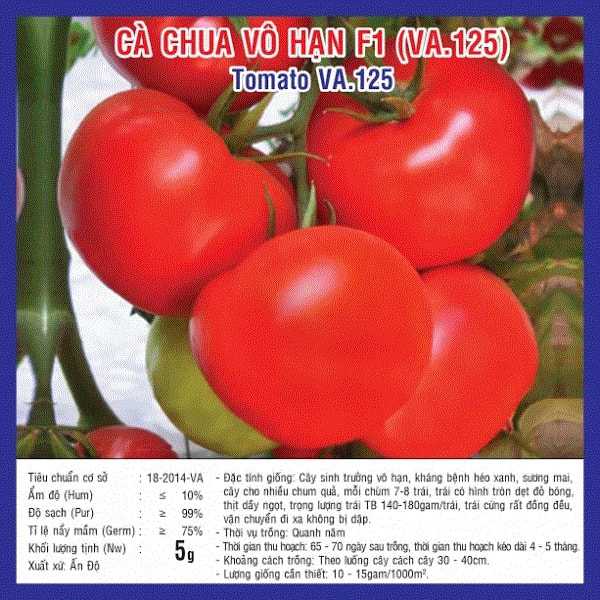 CÀ CHUA VÔ HẠN F1 (VA.125)
Tomato VA.125
Tiêu chuẩn cơ sở : 18-2014-VA
Ẩm độ (Hum) : ≤ 10%
Độ sạch (Pur) : ≥ 99%
Tỉ lệ nẩy mầm (Germ) : ≥ 75%
Khối lượng tịnh (Nw) : 5g
Xuất xứ: Ấn Độ
- Đặc tính giống: Cây sinh trưởng vô hạn, kháng bệnh héo xanh, sương mai,
cây cho nhiều chum quả, mỗi chùm 7-8 trái, trái có hình tròn dẹt đỏ bóng,
thịt dầy ngọt, trọng lượng trái TB 140-180gam/trái, trái cứng rất đồng đều,
vận chuyển đi xa không bị dập.
- Thời vụ trồng: Quanh năm
- Thời gian thu hoạch: 65 - 70 ngày sau trồng, thời gian thu hoạch kéo dài 4 - 5 tháng.
- Khoảng cách trồng: Theo luống cây cách cây 30 - 40cm.
- Lượng giống cần thiết: 10 - 15gam/1000m².